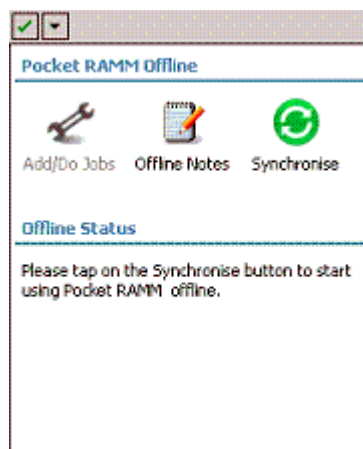 Pocket RAMM Offline
Add/Do Jobs Offline Notes Synchronise
Offline Status
Please tap on the Synchronise button to start
using Pocket RAMM offline.